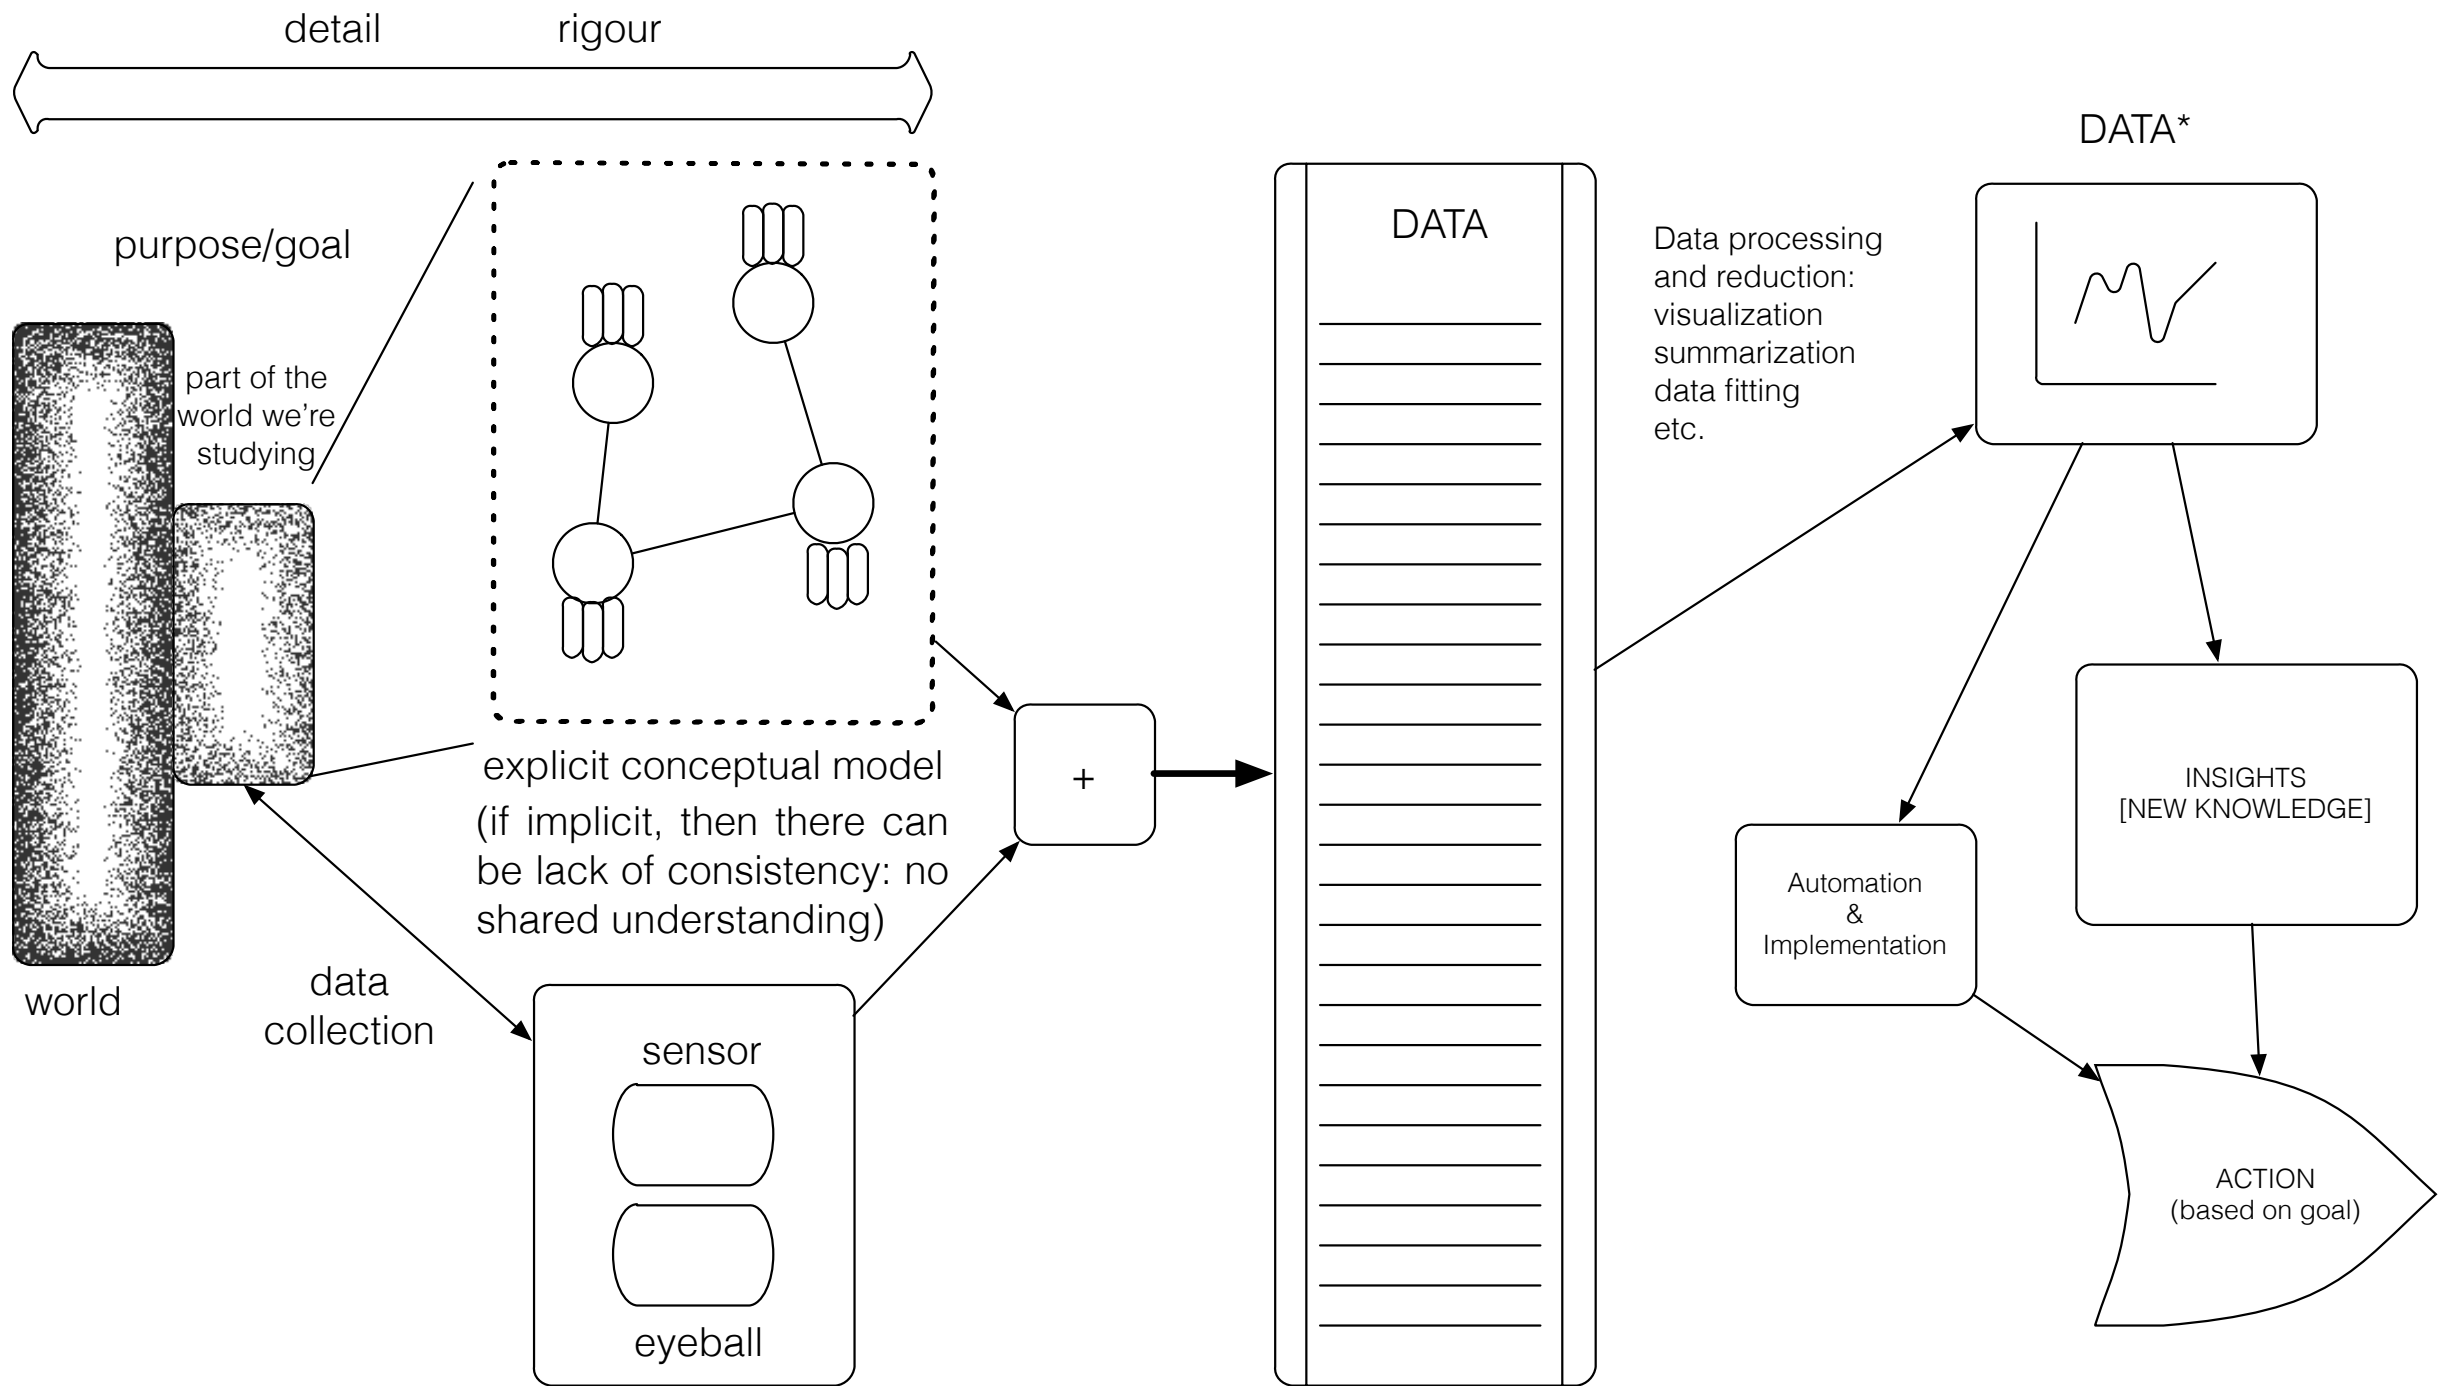 detail rigour
purpose/goal
part of the
world we're
studying
world
explicit conceptual model
(if implicit, then there can
be lack of consistency: no
shared understanding)
data
collection
sensor
eyeball
+
DATA
Data processing
and reduction:
visualization
summarization
data fitting
etc.
DATA*
Automation
&
Implementation
INSIGHTS
[NEW KNOWLEDGE]
ACTION
(based on goal)